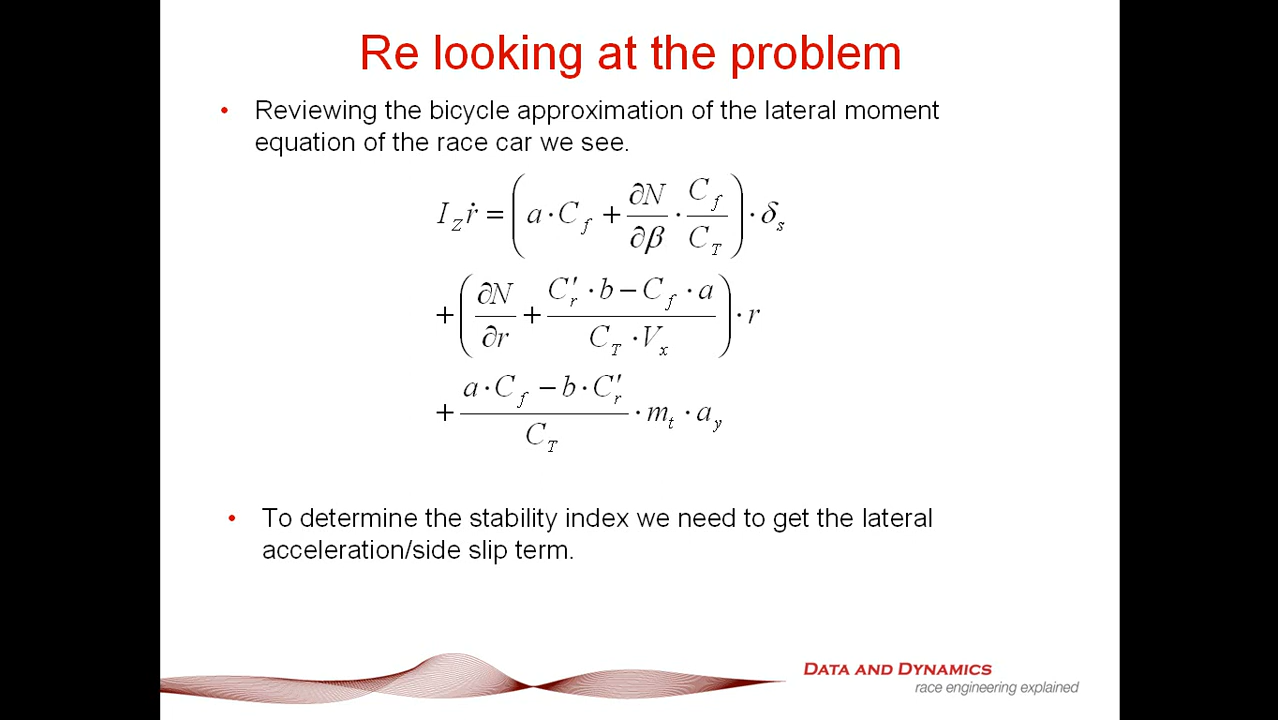 Re looking at the problem
• Reviewing the bicycle approximation of the lateral moment
equation of the race car we see.
I_Z ṙ = ( a · C_f + ∂N/∂β · C_f/C_T ) · δ_s
+ ( ∂N/∂r + (C′_r · b − C_f · a)/(C_T · V_x) ) · r
+ (a · C_f − b · C′_r)/C_T · m_t · a_y
• To determine the stability index we need to get the lateral
acceleration/side slip term.
DATA AND DYNAMICS
race engineering explained